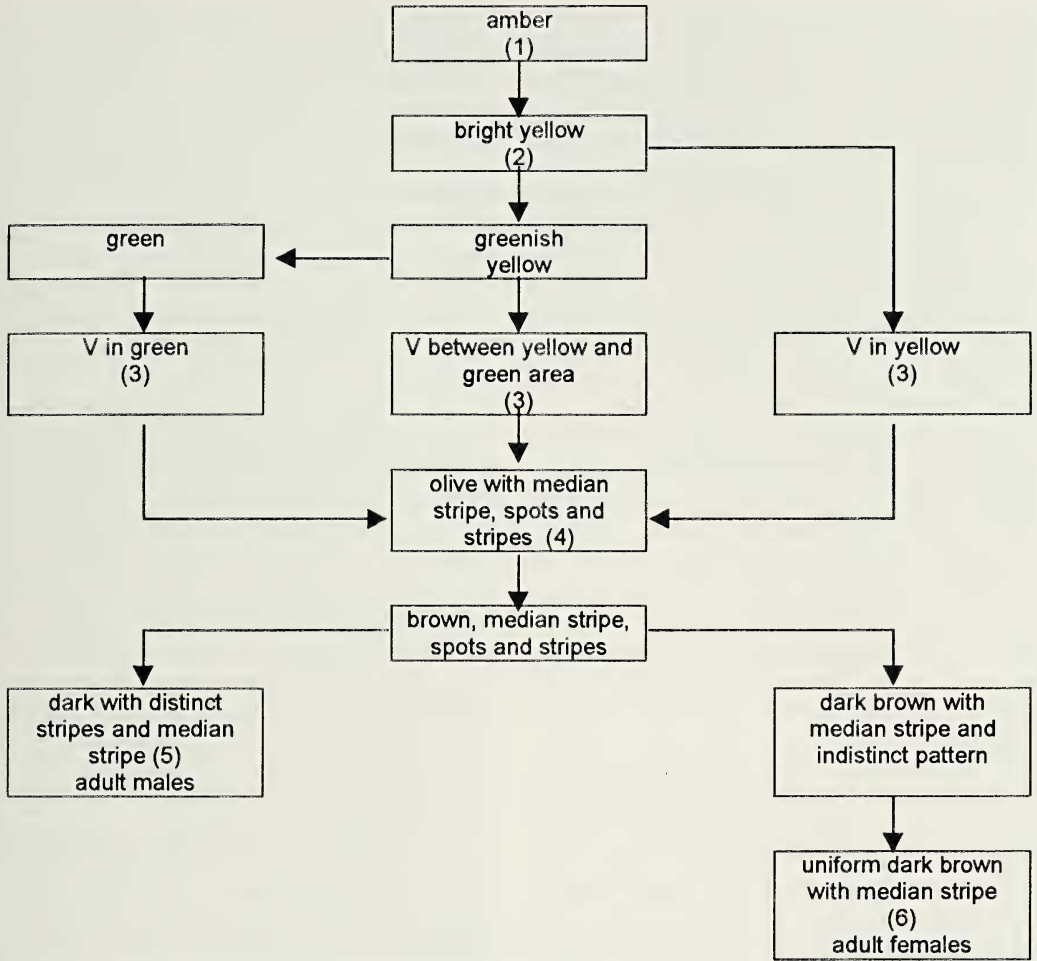 amber
(1)
bright yellow
(2)
green
greenish
yellow
V in green
(3)
V between yellow and
green area
(3)
V in yellow
(3)
olive with median
stripe, spots and
stripes (4)
brown, median stripe,
spots and stripes
dark with distinct
stripes and median
stripe (5)
adult males
dark brown with
median stripe and
indistinct pattern
uniform dark brown
with median stripe
(6)
adult females